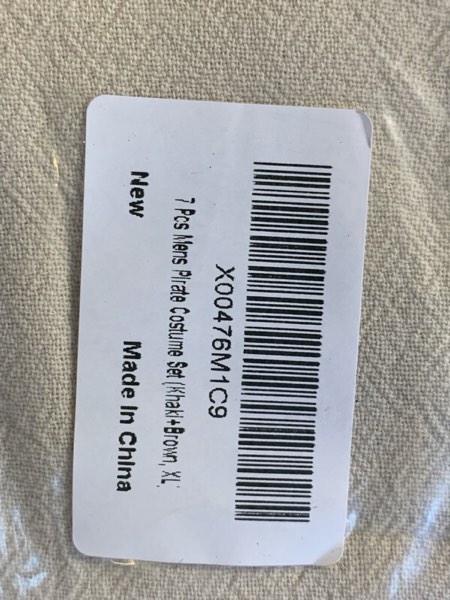 X00476M1C9
7 Pcs Mens Pirate Costume Set (Khaki+Brown, XL,
New
Made In China